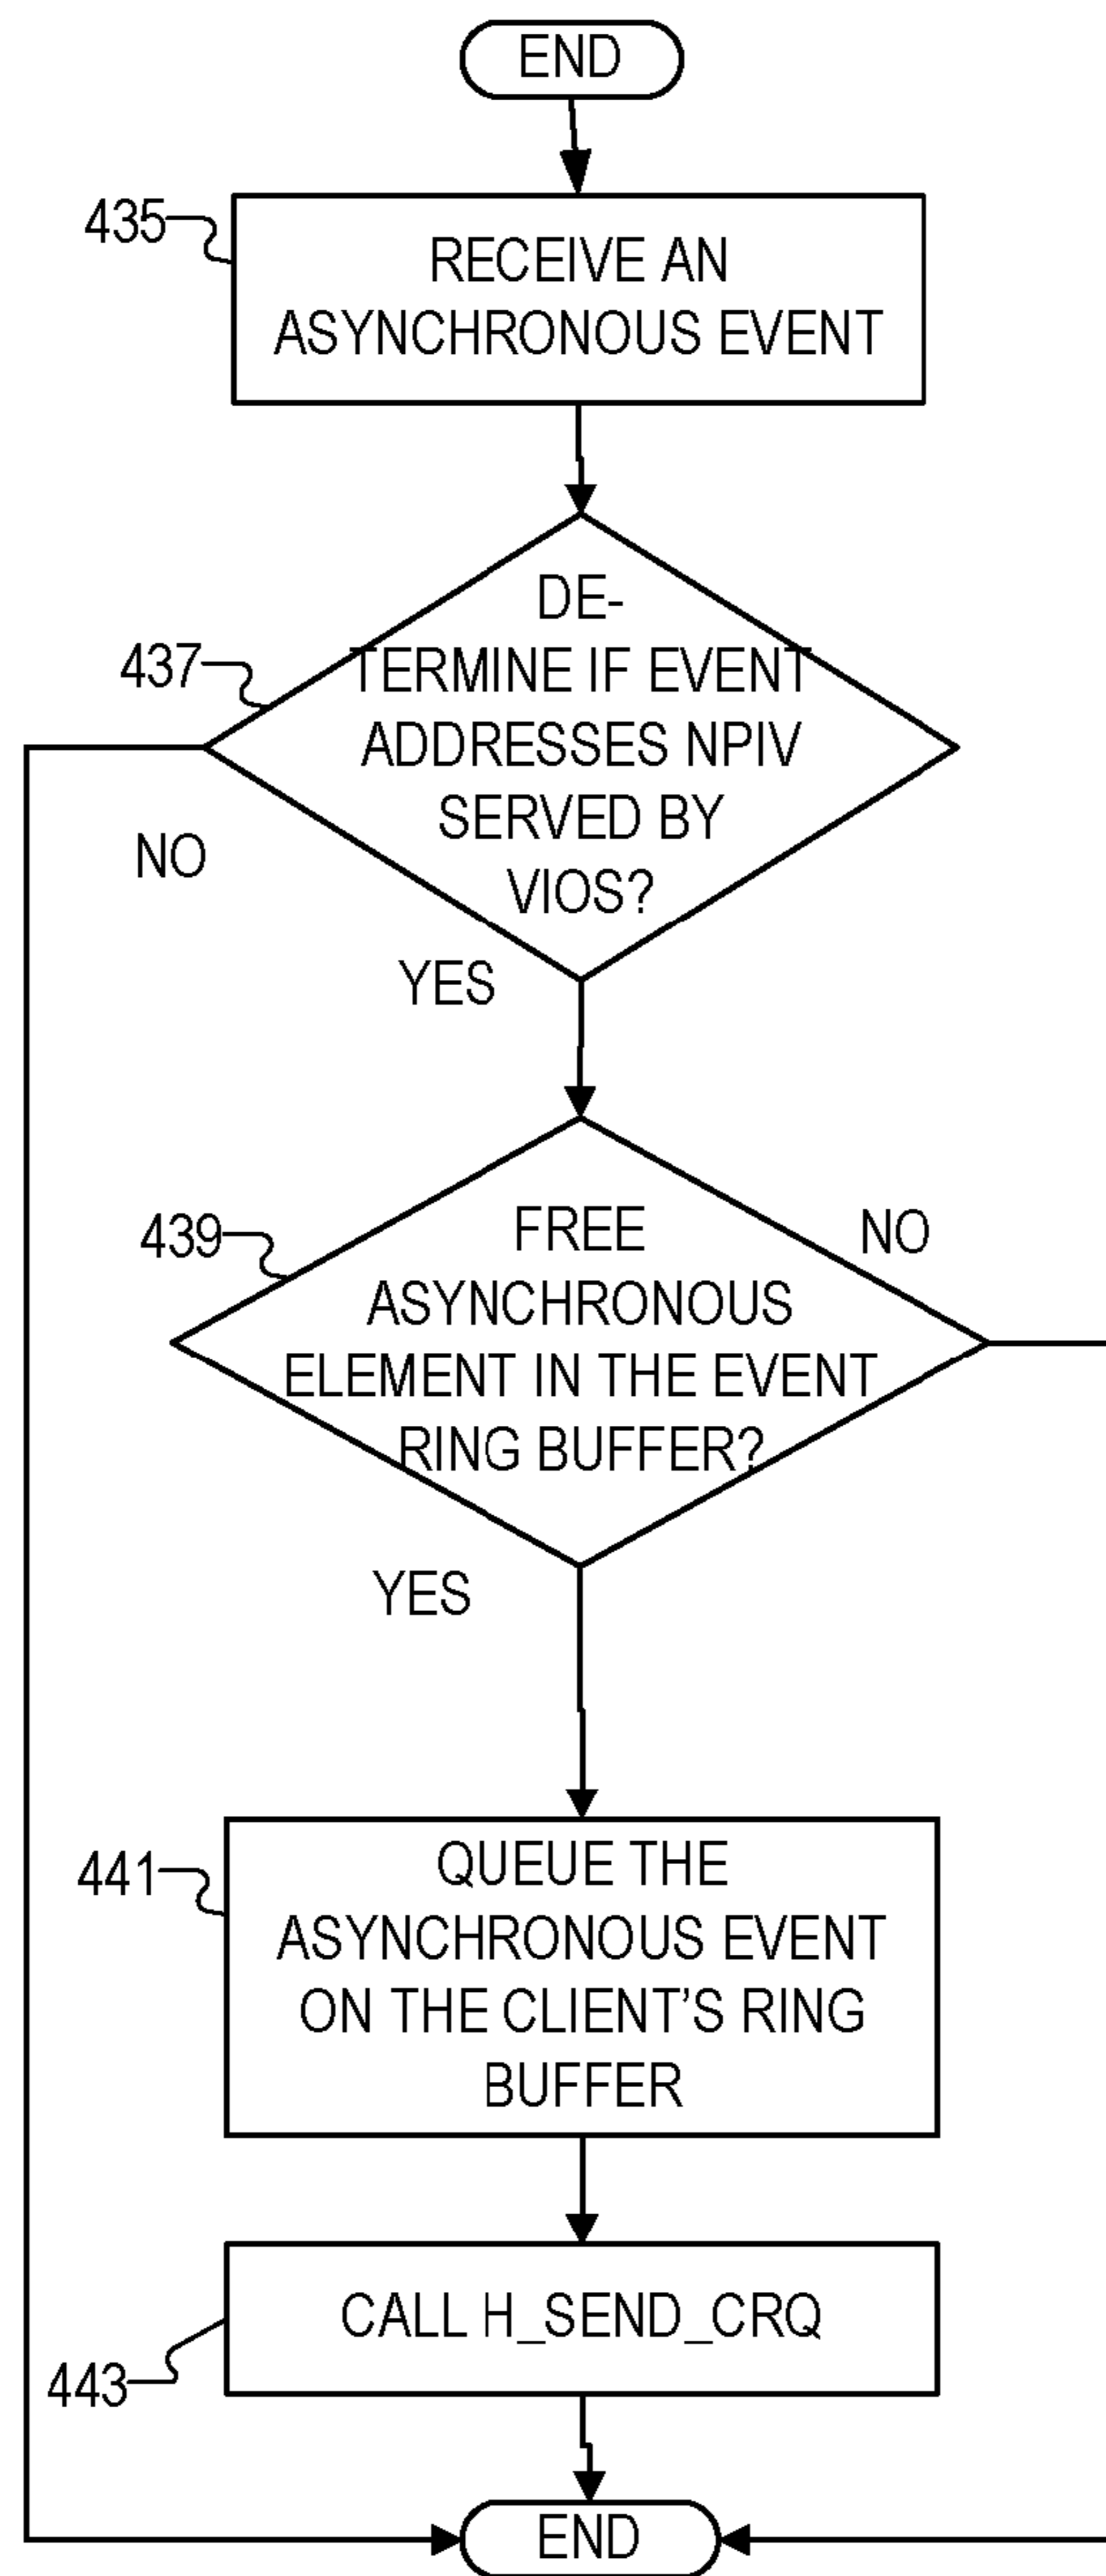 END
435
RECEIVE AN
ASYNCHRONOUS EVENT
437
DE-
TERMINE IF EVENT
ADDRESSES NPIV
SERVED BY
VIOS?
NO
YES
439
FREE
ASYNCHRONOUS
ELEMENT IN THE EVENT
RING BUFFER?
NO
YES
441
QUEUE THE
ASYNCHRONOUS EVENT
ON THE CLIENT'S RING
BUFFER
CALL H_SEND_CRQ
443
END